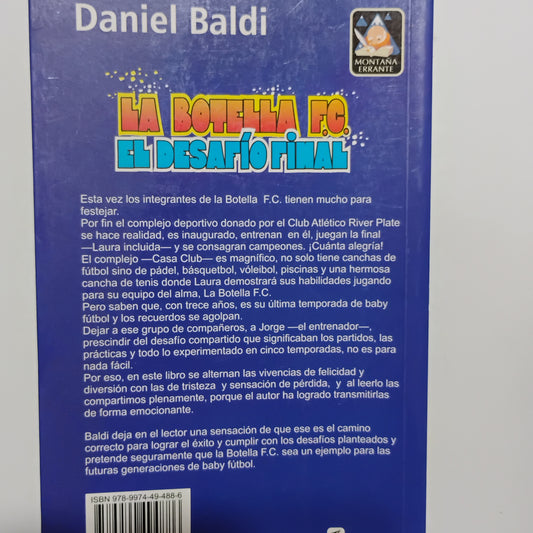 Daniel Baldi
MONTAÑA
ERRANTE
LA BOTELLA F.C.
EL DESAFÍO FINAL
Esta vez los integrantes de la Botella F.C. tienen mucho para
festejar.
Por fin el complejo deportivo donado por el Club Atlético River Plate
se hace realidad, es inaugurado, entrenan en él, juegan la final
—Laura incluida— y se consagran campeones. ¡Cuánta alegría!
El complejo —Casa Club— es magnífico, no solo tiene canchas de
fútbol sino de pádel, básquetbol, vóleibol, piscinas y una hermosa
cancha de tenis donde Laura demostrará sus habilidades jugando
para su equipo del alma, La Botella F.C.
Pero saben que, con trece años, es su última temporada de baby
fútbol y los recuerdos se agolpan.
Dejar a ese grupo de compañeros, a Jorge —el entrenador—,
prescindir del desafío compartido que significaban los partidos, las
prácticas y todo lo experimentado en cinco temporadas, no es para
nada fácil.
Por eso, en este libro se alternan las vivencias de felicidad y
diversión con las de tristeza y sensación de pérdida, y al leerlo las
compartimos plenamente, porque el autor ha logrado transmitirlas
de forma emocionante.
Baldi deja en el lector una sensación de que ese es el camino
correcto para lograr el éxito y cumplir con los desafíos planteados y
pretende seguramente que la Botella F.C. sea un ejemplo para las
futuras generaciones de baby fútbol.
ISBN 978-9974-49-488-6